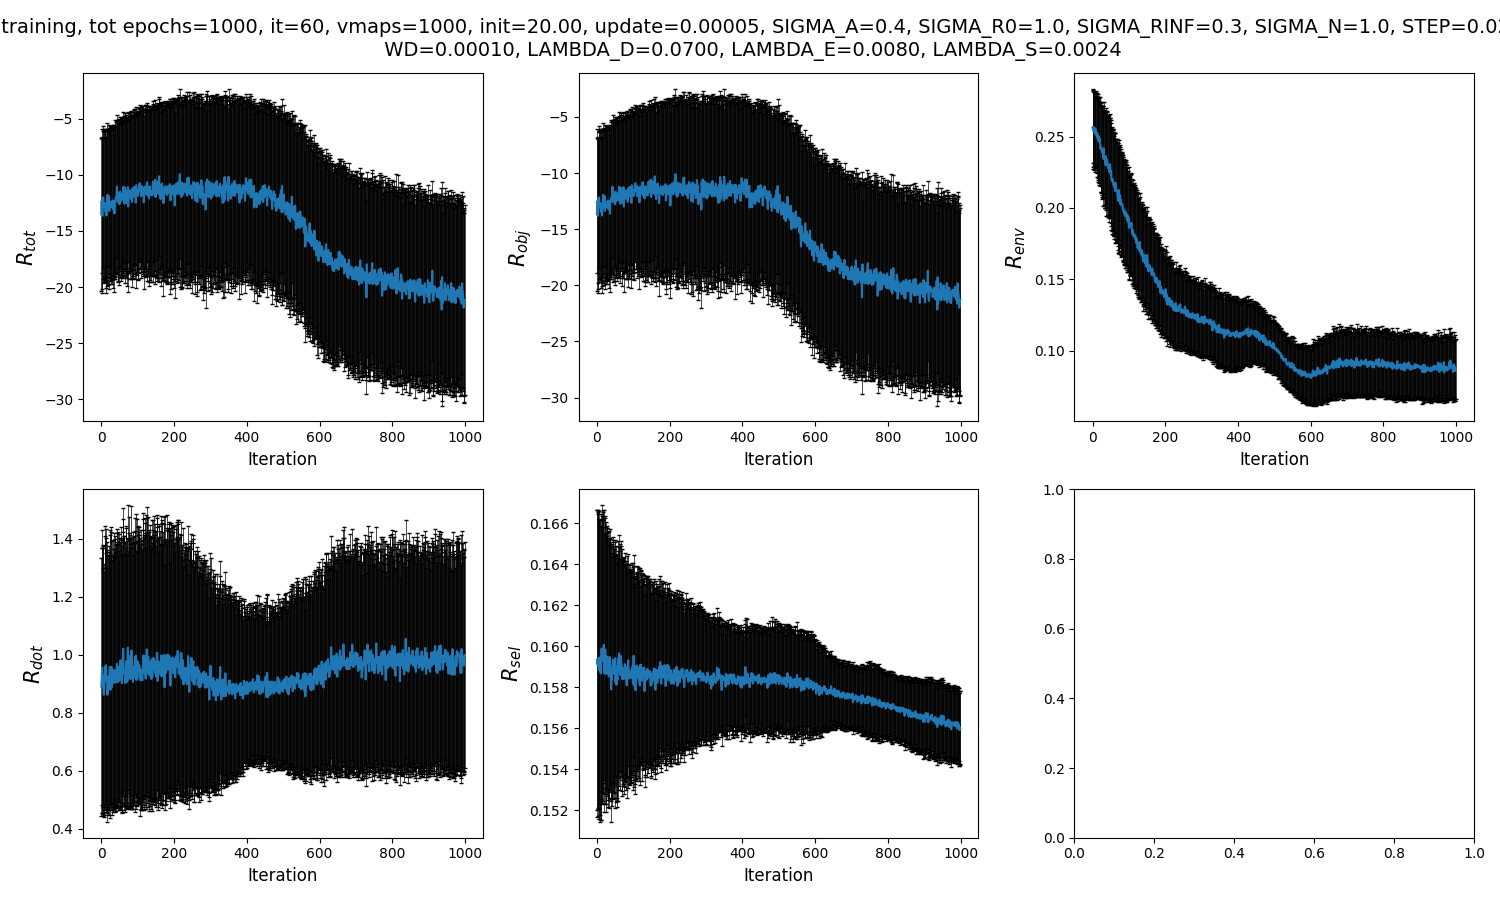 training, tot epochs=1000, it=60, vmaps=1000, init=20.00, update=0.00005, SIGMA_A=0.4, SIGMA_R0=1.0, SIGMA_RINF=0.3, SIGMA_N=1.0,
WD=0.00010, LAMBDA_D=0.0700, LAMBDA_E=0.0080, LAMBDA_S=0.0024
R_tot
−5
−10
−15
−20
−25
−30
0 200 400 600 800 1000
Iteration
R_obj
−5
−10
−15
−20
−25
−30
0 200 400 600 800 1000
Iteration
R_env
0.25
0.20
0.15
0.10
0 200 400 600 800 1000
Iteration
R_dot
1.4
1.2
1.0
0.8
0.6
0.4
0 200 400 600 800 1000
Iteration
R_sel
0.166
0.164
0.162
0.160
0.158
0.156
0.154
0.152
0 200 400 600 800 1000
Iteration
1.0
0.8
0.6
0.4
0.2
0.0
0.0 0.2 0.4 0.6 0.8 1.0